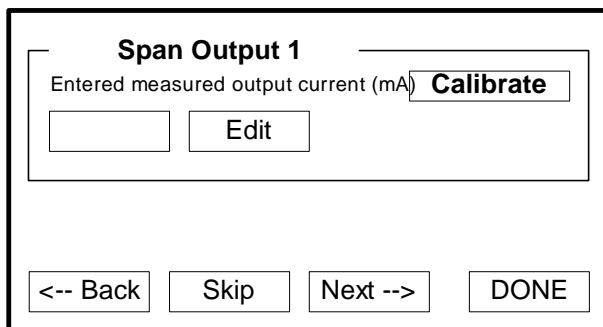 Span Output 1
Entered measured output current (mA) Calibrate
Edit
<-- Back Skip Next --> DONE